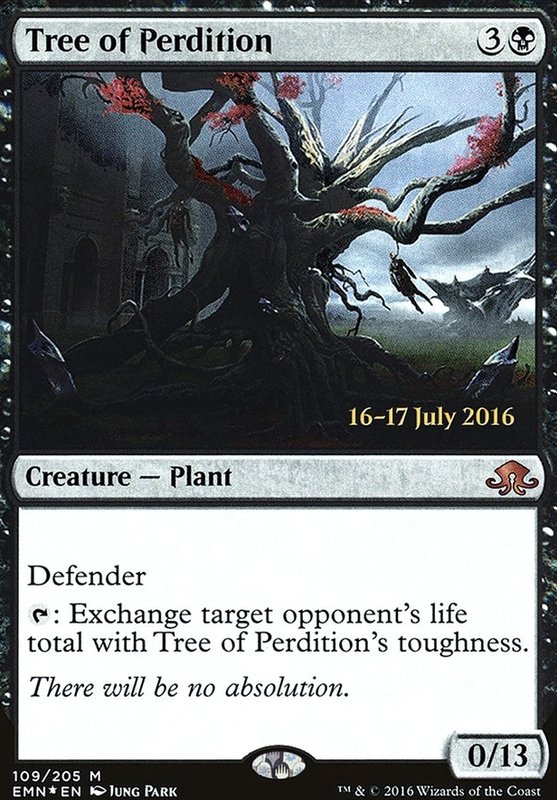 Tree of Perdition 3
16–17 July 2016
Creature — Plant
Defender
: Exchange target opponent's life
total with Tree of Perdition's toughness.
There will be no absolution.
0/13
109/205 M
EMN★EN Jung Park ™ & © 2016 Wizards of the Coast